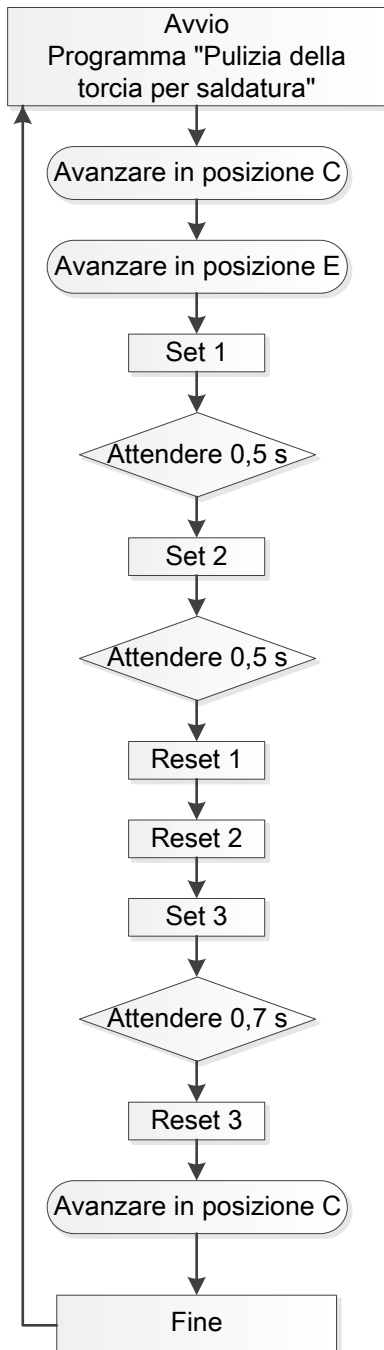 Avvio
Programma "Pulizia della
torcia per saldatura"
Avanzare in posizione C
Avanzare in posizione E
Set 1
Attendere 0,5 s
Set 2
Attendere 0,5 s
Reset 1
Reset 2
Set 3
Attendere 0,7 s
Reset 3
Avanzare in posizione C
Fine